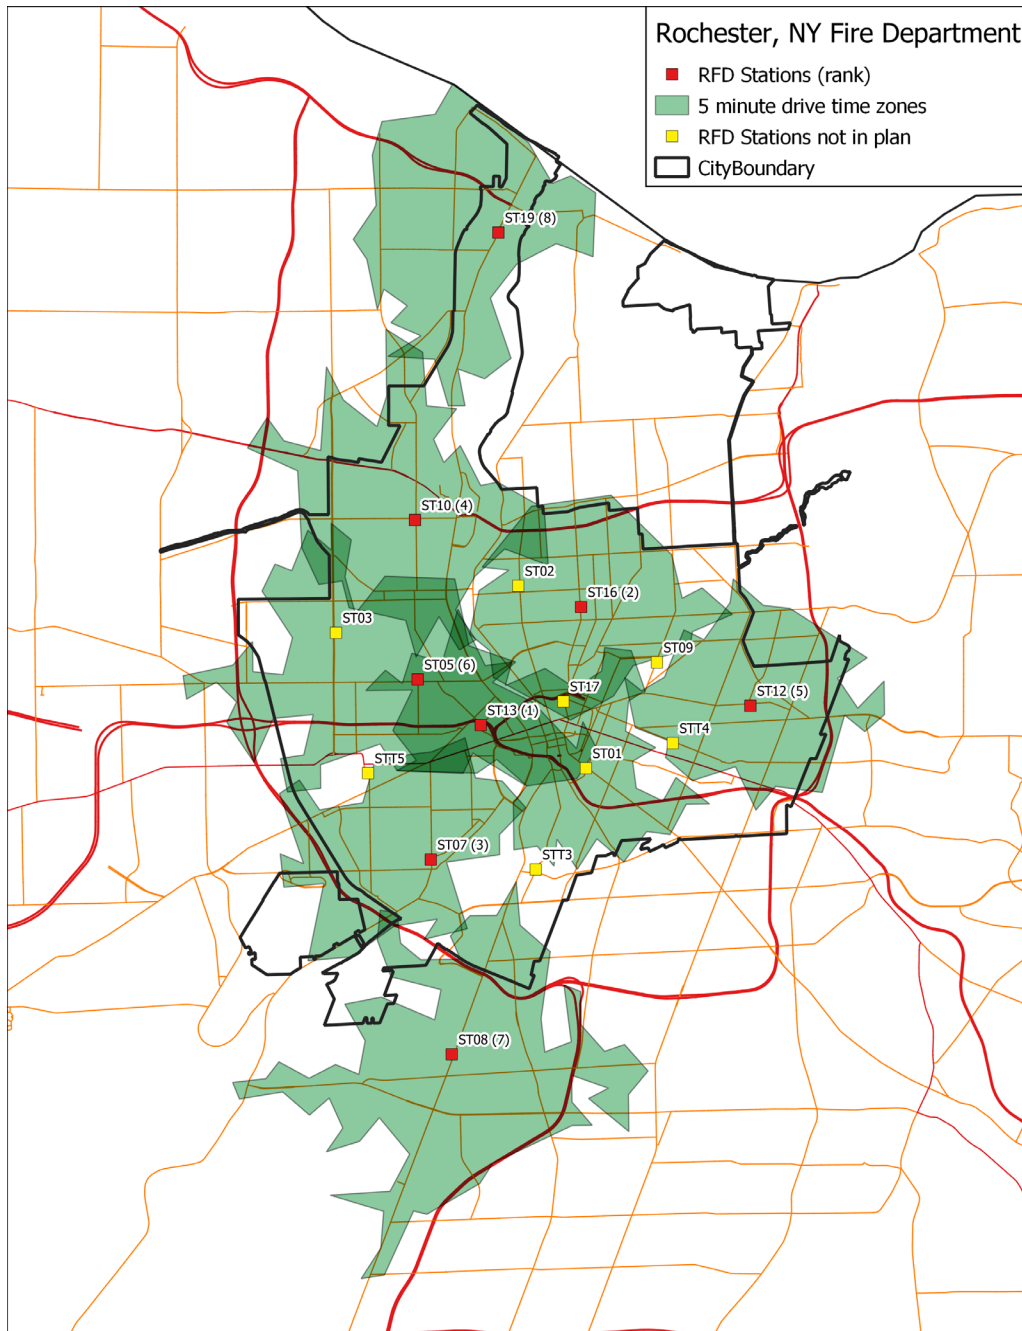 Rochester, NY Fire Department
RFD Stations (rank)
5 minute drive time zones
RFD Stations not in plan
CityBoundary
ST19 (8)
ST10 (4)
ST02
ST16 (2)
ST03
ST05 (6)
ST09
ST17
ST12 (5)
ST13 (1)
STT4
STT5
ST01
ST07 (3)
STT3
ST08 (7)